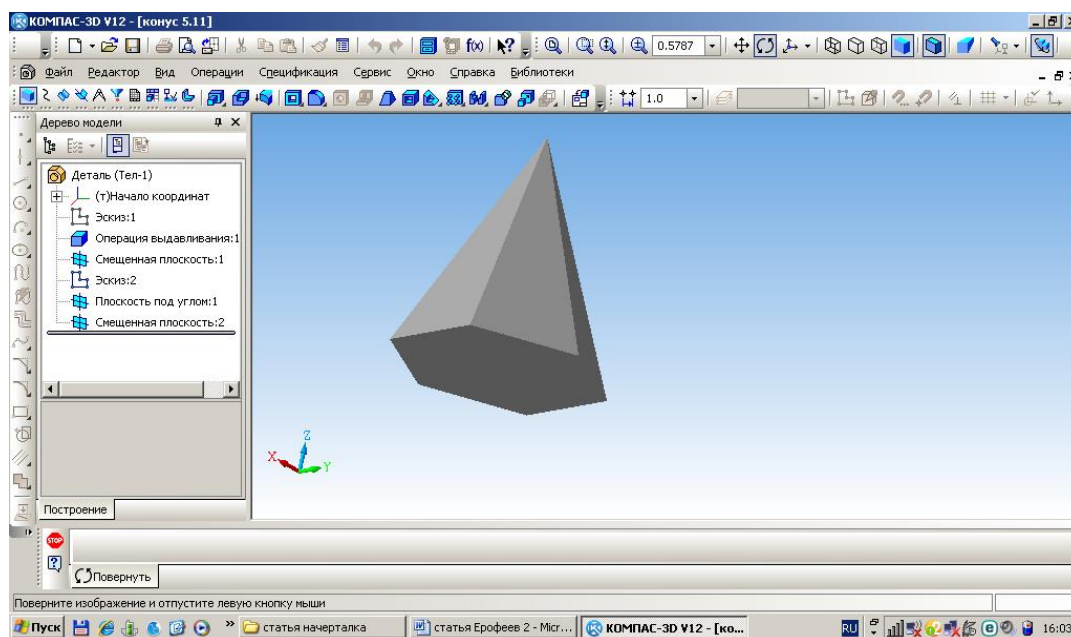 КОМПАС-3D V12 - [конус 5.11]
f(x) 0.5787
Файл Редактор Вид Операции Спецификация Сервис Окно Справка Библиотеки
1.0
Дерево модели
Деталь (Тел-1)
(т)Начало координат
Эскиз:1
Операция выдавливания:1
Смещенная плоскость:1
Эскиз:2
Плоскость под углом:1
Смещенная плоскость:2
Z
X
Y
Построение
STOP
Повернуть
Поверните изображение и отпустите левую кнопку мыши
Пуск » статья начерталка статья Ерофеев 2 - Micr... КОМПАС-3D V12 - [ко... RU 16:03